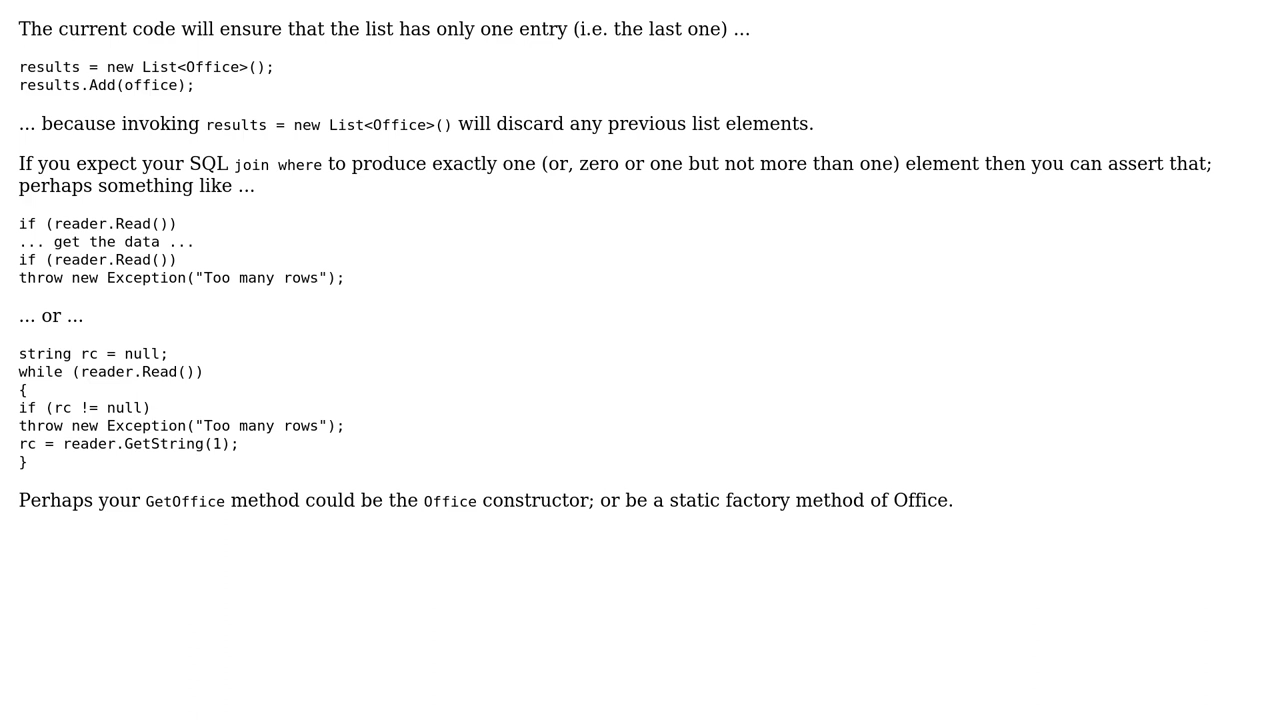 The current code will ensure that the list has only one entry (i.e. the last one) ...
results = new List<Office>();
results.Add(office);
... because invoking results = new List<Office>() will discard any previous list elements.
If you expect your SQL join where to produce exactly one (or, zero or one but not more than one) element then you can assert that;
perhaps something like ...
if (reader.Read())
... get the data ...
if (reader.Read())
throw new Exception("Too many rows");
... or ...
string rc = null;
while (reader.Read())
{
if (rc != null)
throw new Exception("Too many rows");
rc = reader.GetString(1);
}
Perhaps your GetOffice method could be the Office constructor; or be a static factory method of Office.